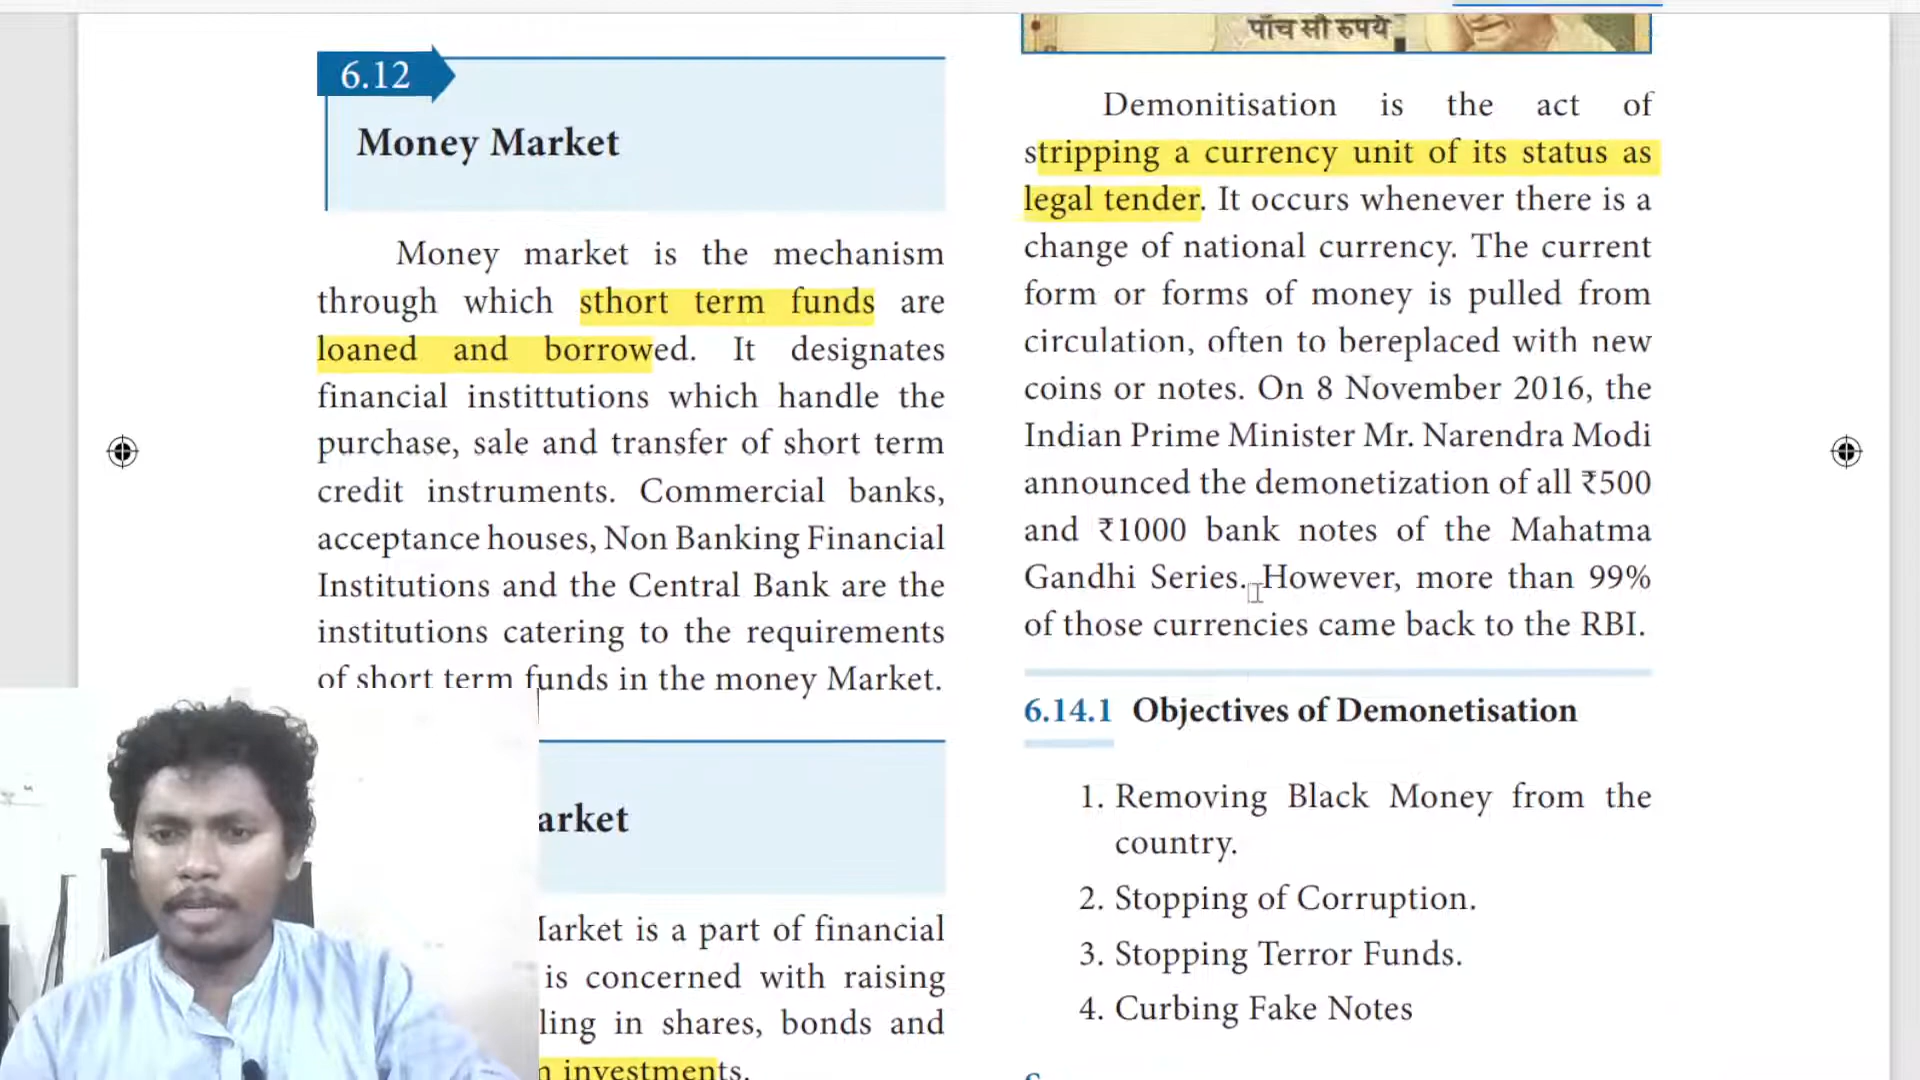 6.12
Money Market
Money market is the mechanism
through which sthort term funds are
loaned and borrowed. It designates
financial instittutions which handle the
purchase, sale and transfer of short term
credit instruments. Commercial banks,
acceptance houses, Non Banking Financial
Institutions and the Central Bank are the
institutions catering to the requirements
of short term funds in the money Market.
arket
Market is a part of financial
is concerned with raising
ling in shares, bonds and
investments.
पाँच सौ रुपये
Demonitisation is the act of
stripping a currency unit of its status as
legal tender. It occurs whenever there is a
change of national currency. The current
form or forms of money is pulled from
circulation, often to bereplaced with new
coins or notes. On 8 November 2016, the
Indian Prime Minister Mr. Narendra Modi
announced the demonetization of all ₹500
and ₹1000 bank notes of the Mahatma
Gandhi Series. However, more than 99%
of those currencies came back to the RBI.
6.14.1 Objectives of Demonetisation
1. Removing Black Money from the
country.
2. Stopping of Corruption.
3. Stopping Terror Funds.
4. Curbing Fake Notes